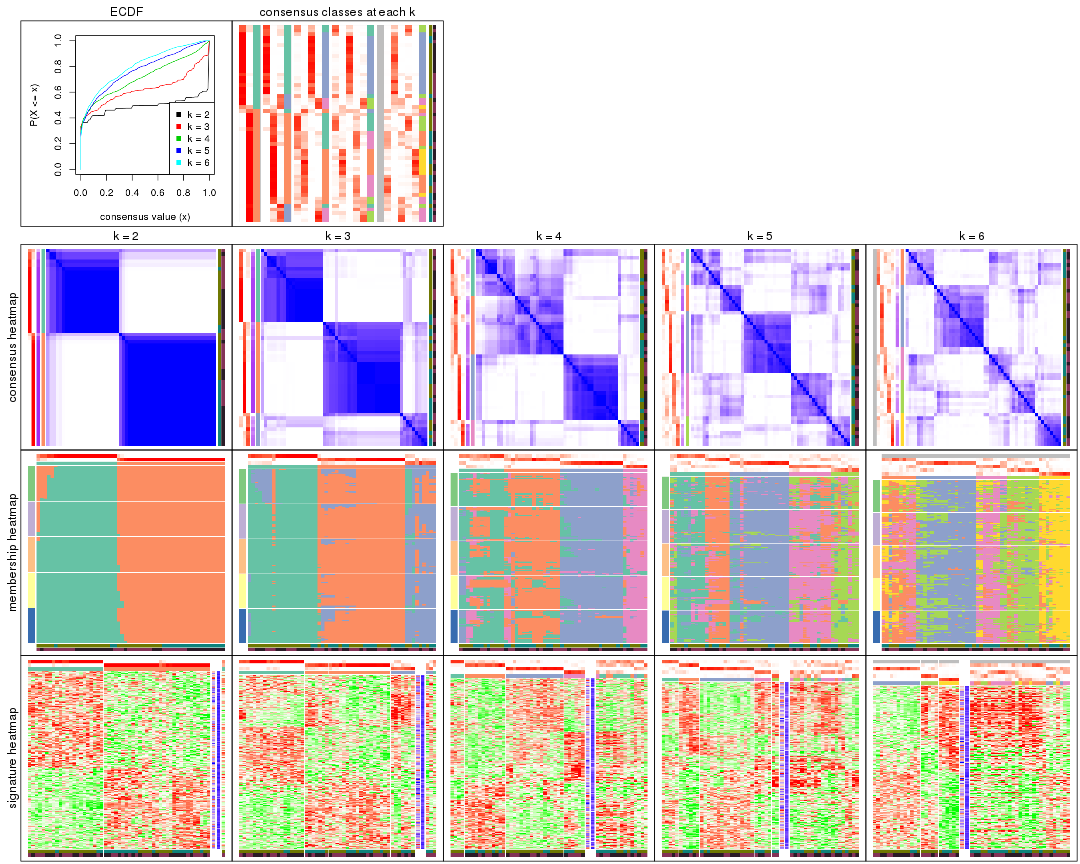 ECDF
consensus classes at each k
P(X <= x)
0.0 0.2 0.4 0.6 0.8 1.0
k = 2
k = 3
k = 4
k = 5
k = 6
0.0 0.2 0.4 0.6 0.8 1.0
consensus value (x)
k = 2
k = 3
k = 4
k = 5
k = 6
consensus heatmap
membership heatmap
signature heatmap